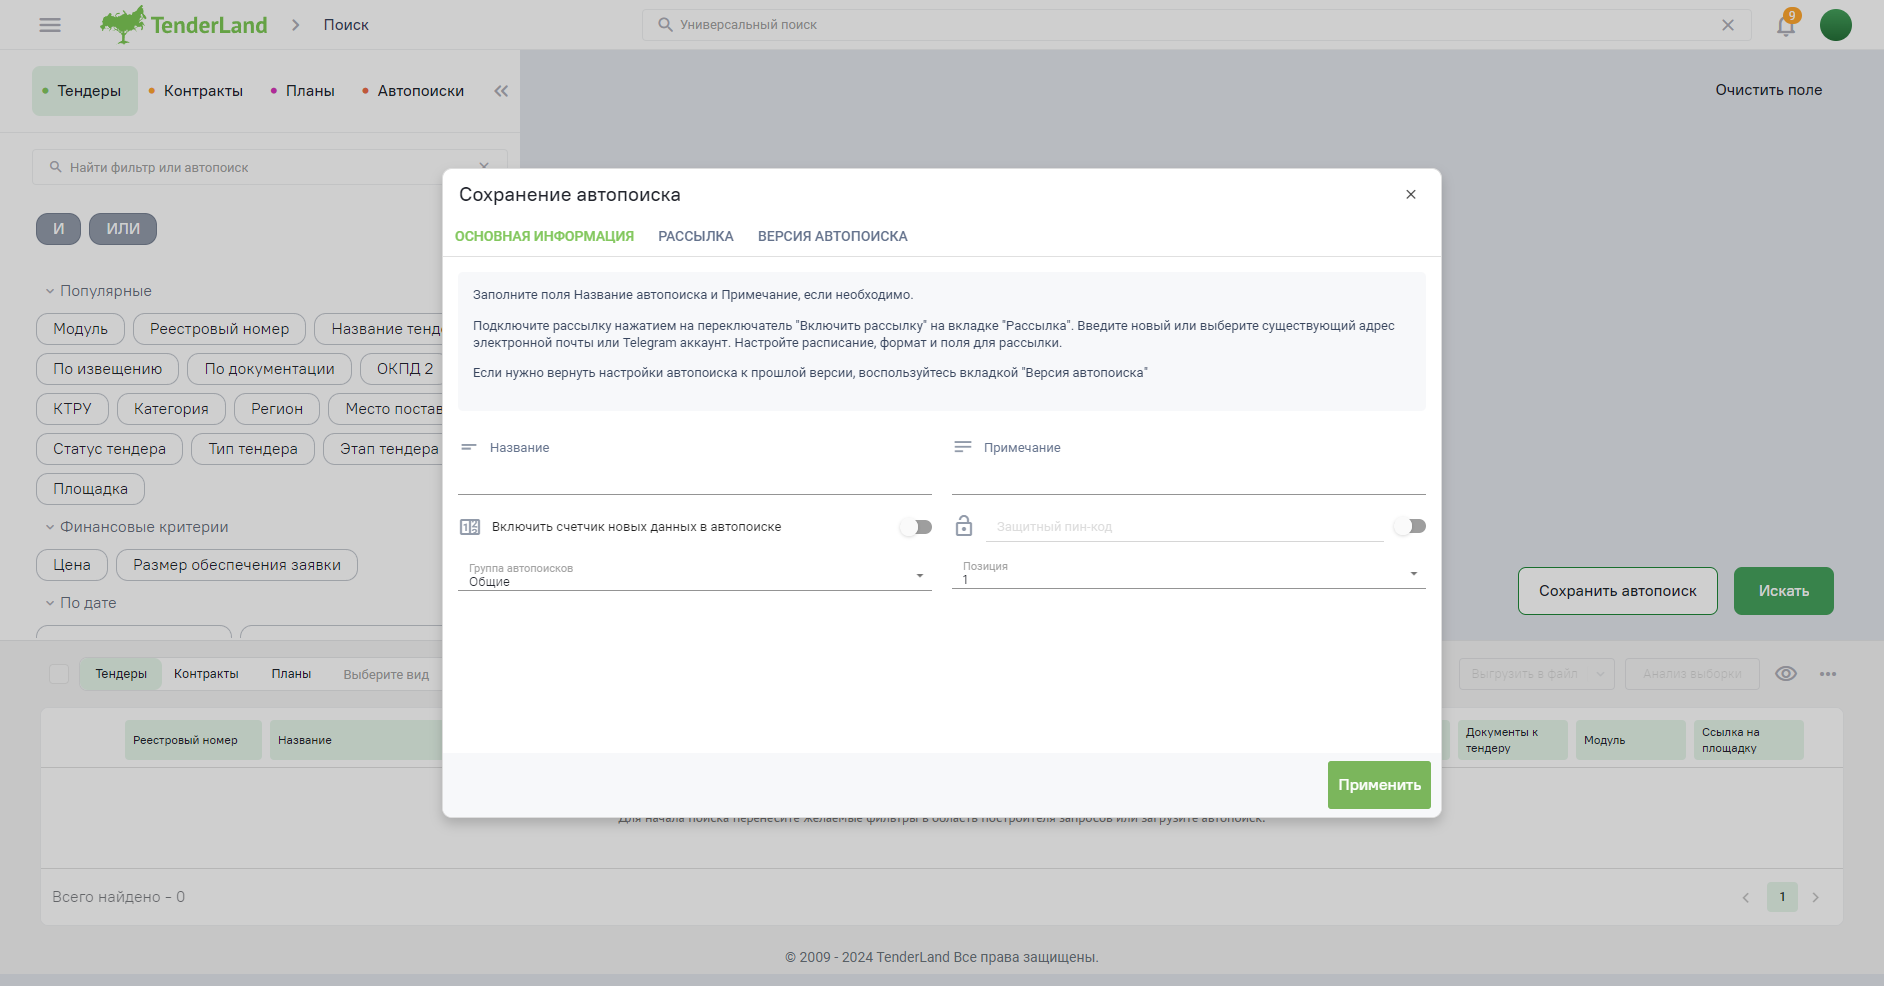 TenderLand
Поиск
Универсальный поиск
9
Тендеры
Контракты
Планы
Автопоиски
Очистить поле
Найти фильтр или автопоиск
И
ИЛИ
Популярные
Модуль
Реестровый номер
Название тенд
По извещению
По документации
ОКПД 2
КТРУ
Категория
Регион
Место постав
Статус тендера
Тип тендера
Этап тендера
Площадка
Финансовые критерии
Цена
Размер обеспечения заявки
По дате
Сохранение автопоиска
ОСНОВНАЯ ИНФОРМАЦИЯ
РАССЫЛКА
ВЕРСИЯ АВТОПОИСКА
Заполните поля Название автопоиска и Примечание, если необходимо.
Подключите рассылку нажатием на переключатель "Включить рассылку" на вкладке "Рассылка". Введите новый или выберите существующий адрес
электронной почты или Telegram аккаунт. Настройте расписание, формат и поля для рассылки.
Если нужно вернуть настройки автопоиска к прошлой версии, воспользуйтесь вкладкой "Версия автопоиска"
Название
Примечание
Включить счетчик новых данных в автопоиске
Защитный пин-код
Группа автопоисков
Общие
Позиция
1
Применить
Сохранить автопоиск
Искать
Тендеры
Контракты
Планы
Выберите вид
Выгрузить в файл
Анализ выборки
Реестровый номер
Название
Документы к
тендеру
Модуль
Ссылка на
площадку
Для начала поиска перенесите желаемые фильтры в область построителя запросов или загрузите автопоиск.
Всего найдено - 0
1
© 2009 - 2024 TenderLand Все права защищены.